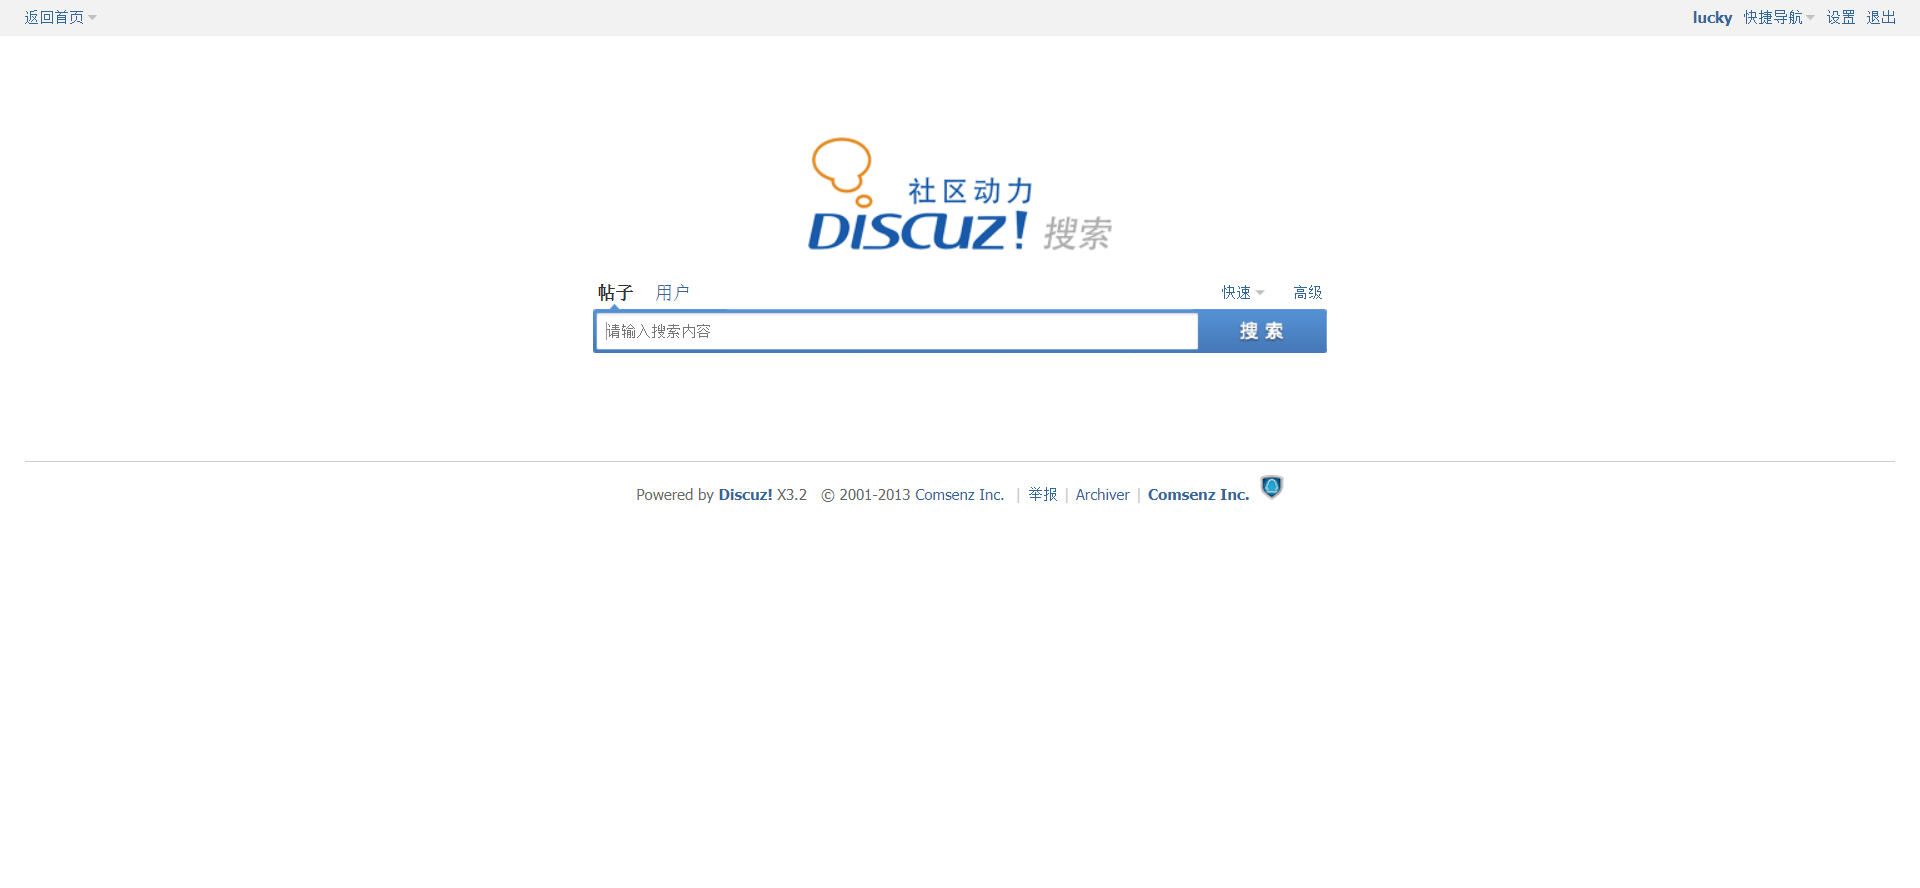 返回首页
lucky 快捷导航 设置 退出
社区动力
DISCUZ! 搜索
帖子 用户 快速 高级
请输入搜索内容 搜索
Powered by Discuz! X3.2 © 2001-2013 Comsenz Inc. | 举报 | Archiver | Comsenz Inc.